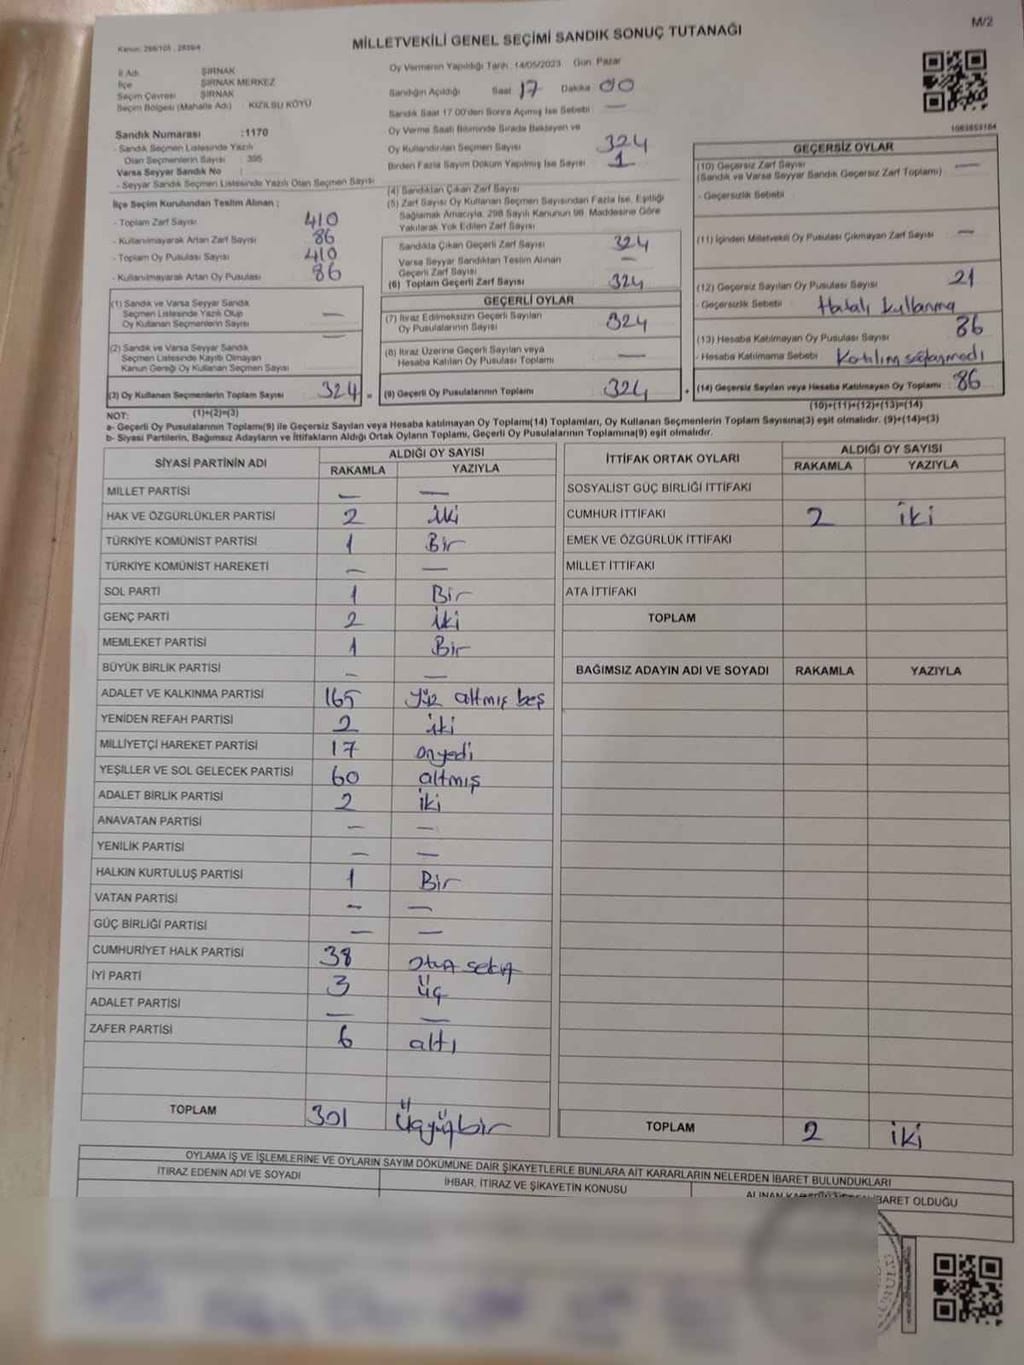 M/2
Kanun: 298/105 , 2839/4
MİLLETVEKİLİ GENEL SEÇİMİ SANDIK SONUÇ TUTANAĞI
İl Adı ŞIRNAK
İlçe ŞIRNAK MERKEZ
Seçim Çevresi ŞIRNAK
Seçim Bölgesi (Mahalle Adı) KIZILSU KÖYÜ
Sandık Numarası :1170
- Sandık Seçmen Listesinde Yazılı
Olan Seçmenlerin Sayısı : 395
Varsa Seyyar Sandık No
- Seyyar Sandık Seçmen Listesinde Yazılı Olan Seçmen Sayısı
Oy Vermenin Yapıldığı Tarih :14/05/2023 Gün :Pazar
Sandığın Açıldığı Saat 17 Dakika 00
Sandık Saat 17:00'den Sonra Açılmış İse Sebebi : —
Oy Verme Saati Bitiminde Sırada Bekleyen ve
Oy Kullandırılan Seçmen Sayısı 324
Birden Fazla Sayım Döküm Yapılmış İse Sayısı 1
1083853184
İlçe Seçim Kurulundan Teslim Alınan :
- Toplam Zarf Sayısı 410
- Kullanılmayarak Artan Zarf Sayısı 86
- Toplam Oy Pusulası Sayısı 410
- Kullanılmayarak Artan Oy Pusulası 86
(4) Sandıktan Çıkan Zarf Sayısı
(5) Zarf Sayısı Oy Kullanan Seçmen Sayısından Fazla İse, Eşitliği
Sağlamak Amacıyla, 298 Sayılı Kanunun 98. Maddesine Göre
Yakılarak Yok Edilen Zarf Sayısı
Sandıkta Çıkan Geçerli Zarf Sayısı 324
Varsa Seyyar Sandıktan Teslim Alınan
Geçerli Zarf Sayısı —
(6) Toplam Geçerli Zarf Sayısı 324
GEÇERLİ OYLAR
(7) İtiraz Edilmeksizin Geçerli Sayılan
Oy Pusulalarının Sayısı 324
(8) İtiraz Üzerine Geçerli Sayılan veya
Hesaba Katılan Oy Pusulası Toplamı —
(9) Geçerli Oy Pusulalarının Toplamı 324
GEÇERSİZ OYLAR
(10) Geçersiz Zarf Sayısı —
(Sandık ve Varsa Seyyar Sandık Geçersiz Zarf Toplamı)
- Geçersizlik Sebebi :
(11) İçinden Milletvekili Oy Pusulası Çıkmayan Zarf Sayısı —
(12) Geçersiz Sayılan Oy Pusulası Sayısı 21
- Geçersizlik Sebebi : Hatalı kullanma
(13) Hesaba Katılmayan Oy Pusulası Sayısı : 86
- Hesaba Katılmama Sebebi : Katılım sağlanmadı
(14) Geçersiz Sayılan veya Hesaba Katılmayan Oy Toplamı : 86
(10)+(11)+(12)+(13)=(14)
(1) Sandık ve Varsa Seyyar Sandık
Seçmen Listesinde Yazılı Olup
Oy Kullanan Seçmenlerin Sayısı —
(2) Sandık ve Varsa Seyyar Sandık
Seçmen Listesinde Kayıtlı Olmayan
Kanun Gereği Oy Kullanan Seçmen Sayısı —
(3) Oy Kullanan Seçmenlerin Toplam Sayısı 324
(1)+(2)=(3)
NOT:
a- Geçerli Oy Pusulalarının Toplamı(9) ile Geçersiz Sayılan veya Hesaba katılmayan Oy Toplamı(14) Toplamları, Oy Kullanan Seçmenlerin Toplam Sayısına(3) eşit olmalıdır. (9)+(14)=(3)
b- Siyasi Partilerin, Bağımsız Adayların ve İttifakların Aldığı Ortak Oyların Toplamı, Geçerli Oy Pusulalarının Toplamına(9) eşit olmalıdır.
SİYASİ PARTİNİN ADI ALDIĞI OY SAYISI
RAKAMLA YAZIYLA
MİLLET PARTİSİ — —
HAK VE ÖZGÜRLÜKLER PARTİSİ 2 iki
TÜRKİYE KOMÜNİST PARTİSİ 1 Bir
TÜRKİYE KOMÜNİST HAREKETİ — —
SOL PARTİ 1 Bir
GENÇ PARTİ 2 iki
MEMLEKET PARTİSİ 1 Bir
BÜYÜK BİRLİK PARTİSİ — —
ADALET VE KALKINMA PARTİSİ 165 Yüz altmış beş
YENİDEN REFAH PARTİSİ 2 iki
MİLLİYETÇİ HAREKET PARTİSİ 17 onyedi
YEŞİLLER VE SOL GELECEK PARTİSİ 60 altmış
ADALET BİRLİK PARTİSİ 2 iki
ANAVATAN PARTİSİ — —
YENİLİK PARTİSİ — —
HALKIN KURTULUŞ PARTİSİ 1 Bir
VATAN PARTİSİ — —
GÜÇ BİRLİĞİ PARTİSİ — —
CUMHURİYET HALK PARTİSİ 38 otuz sekiz
İYİ PARTİ 3 üç
ADALET PARTİSİ — —
ZAFER PARTİSİ 6 altı
TOPLAM 301 Üçyüzbir
İTTİFAK ORTAK OYLARI ALDIĞI OY SAYISI
RAKAMLA YAZIYLA
SOSYALİST GÜÇ BİRLİĞİ İTTİFAKI
CUMHUR İTTİFAKI 2 iki
EMEK VE ÖZGÜRLÜK İTTİFAKI
MİLLET İTTİFAKI
ATA İTTİFAKI
TOPLAM
BAĞIMSIZ ADAYIN ADI VE SOYADI RAKAMLA YAZIYLA
TOPLAM 2 iki
OYLAMA İŞ VE İŞLEMLERİNE VE OYLARIN SAYIM DÖKÜMÜNE DAİR ŞİKAYETLERLE BUNLARA AİT KARARLARIN NELERDEN İBARET BULUNDUKLARI
İTİRAZ EDENİN ADI VE SOYADI İHBAR, İTİRAZ VE ŞİKAYETİN KONUSU ALINAN İBARET OLDUĞU